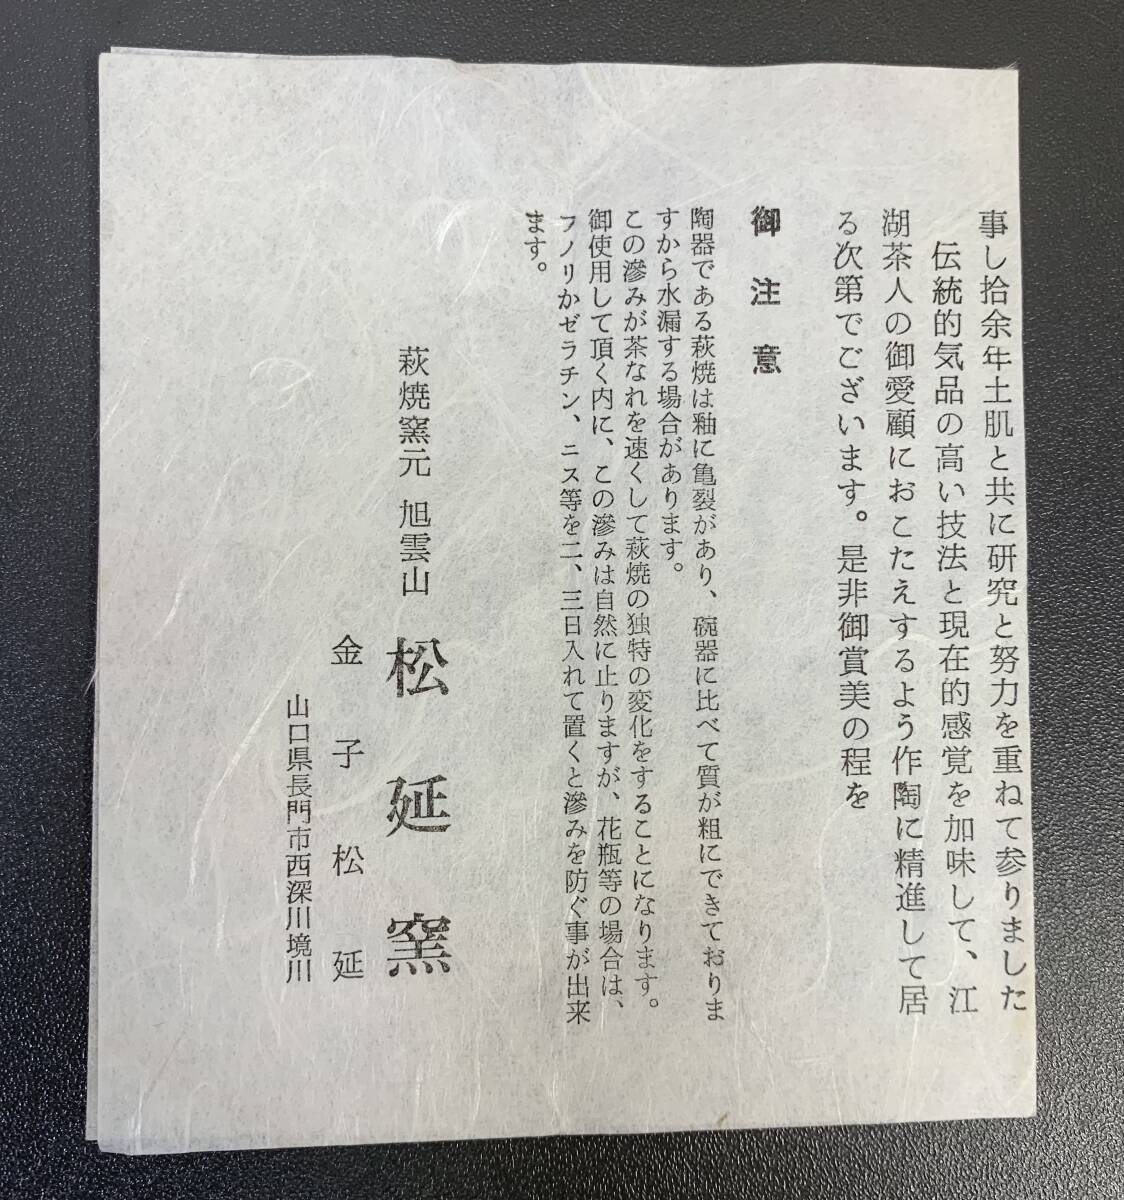 事し拾余年土肌と共に研究と努力を重ねて参りました
伝統的気品の高い技法と現在的感覚を加味して、江
湖茶人の御愛顧におこたえするよう作陶に精進して居
る次第でございます。是非御賞美の程を
御注意
陶器である萩焼は釉に亀裂があり、碗器に比べて質が粗にできておりま
すから水漏する場合があります。
この滲みが茶なれを速くして萩焼の独特の変化をすることになります。
御使用して頂く内に、この滲みは自然に止りますが、花瓶等の場合は、
フノリかゼラチン、ニス等を二、三日入れて置くと滲みを防ぐ事が出来
ます。
萩焼窯元 旭雲山 松延窯
金子松延
山口県長門市西深川境川